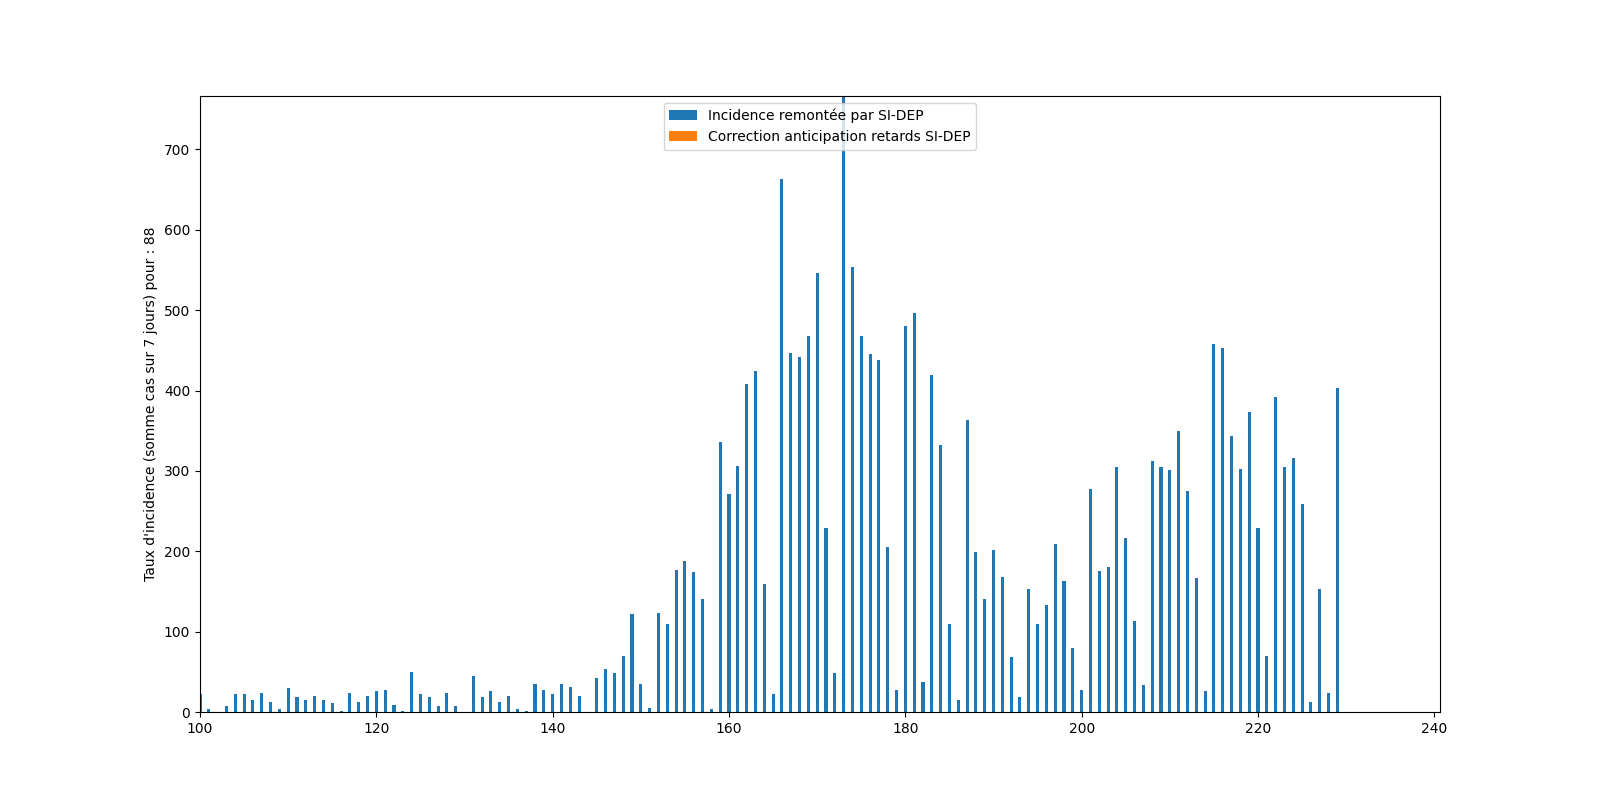 Incidence remontée par SI-DEP
Correction anticipation retards SI-DEP
Taux d'incidence (somme cas sur 7 jours) pour : 88
700
600
500
400
300
200
100
0
100 120 140 160 180 200 220 240